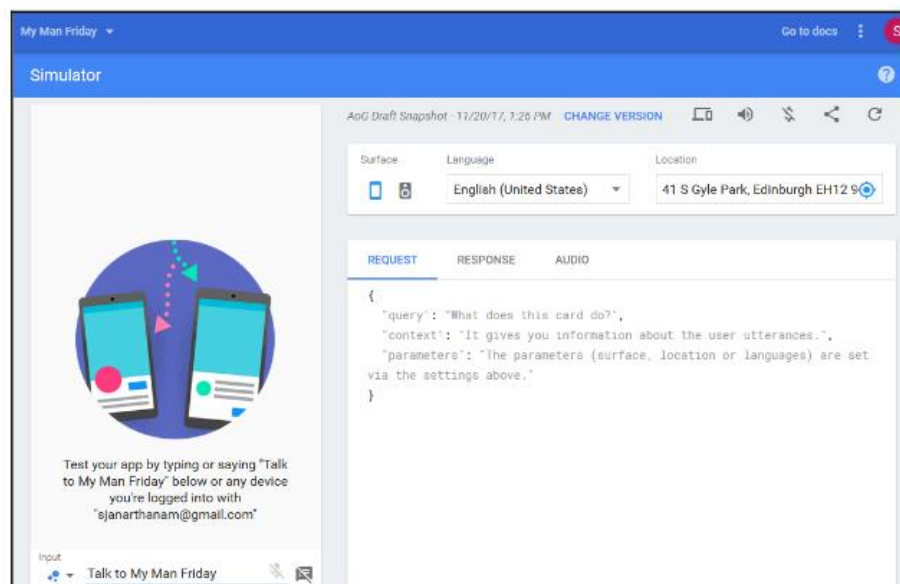 My Man Friday
Go to docs
S
Simulator
AoG Draft Snapshot - 11/20/17, 1:26 PM CHANGE VERSION
Surface
Language
Location
English (United States)
41 S Gyle Park, Edinburgh EH12 9
REQUEST RESPONSE AUDIO
{
"query": "What does this card do?",
"context": "It gives you information about the user utterances.",
"parameters": "The parameters (surface, location or languages) are set
via the settings above."
}
Test your app by typing or saying "Talk
to My Man Friday" below or any device
you're logged into with
"sjanarthanam@gmail.com"
Input
Talk to My Man Friday